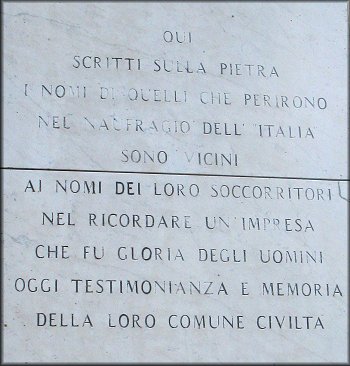 QUI
SCRITTI SULLA PIETRA
I NOMI DI QUELLI CHE PERIRONO
NEL NAUFRAGIO DELL' "ITALIA"
SONO VICINI
AI NOMI DEI LORO SOCCORRITORI
NEL RICORDARE UN'IMPRESA
CHE FU GLORIA DEGLI UOMINI
OGGI TESTIMONIANZA E MEMORIA
DELLA LORO COMUNE CIVILTA